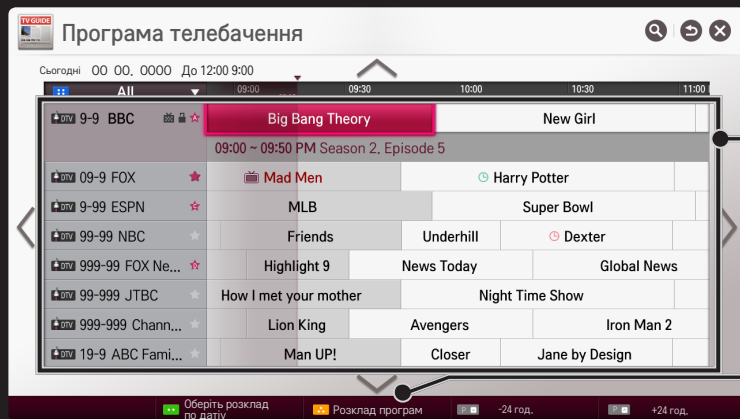 TV GUIDE
Програма телебачення
Сьогодні 00 00, 0000 До 12:00 9:00
All 09:00 09:30 10:00 10:30 11:00
DTV 9-9 BBC Big Bang Theory New Girl
09:00 ~ 09:50 PM Season 2, Episode 5
DTV 09-9 FOX Mad Men Harry Potter
DTV 9-99 ESPN MLB Super Bowl
DTV 99-99 NBC Friends Underhill Dexter
DTV 999-99 FOX Ne... Highlight 9 News Today Global News
DTV 99-999 JTBC How I met your mother Night Time Show
DTV 999-999 Chann... Lion King Avengers Iron Man 2
DTV 19-9 ABC Fami... Man UP! Closer Jane by Design
Оберіть розклад
по датіу
Розклад програм P -24 год. P +24 год.